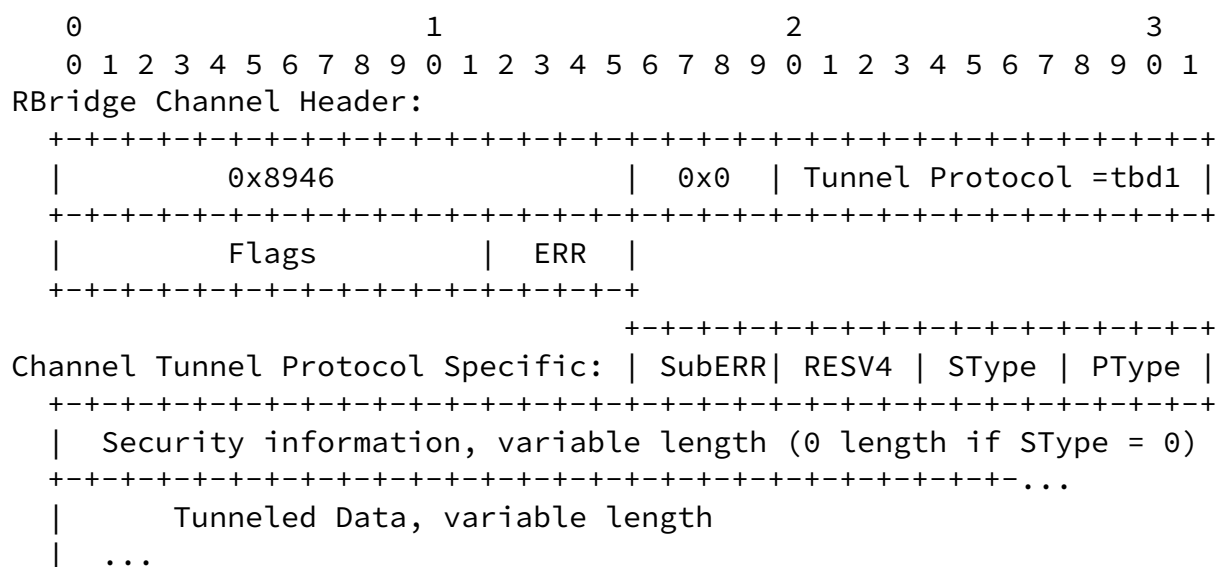 0                   1                   2                   3
    0 1 2 3 4 5 6 7 8 9 0 1 2 3 4 5 6 7 8 9 0 1 2 3 4 5 6 7 8 9 0 1
 RBridge Channel Header:
   +-+-+-+-+-+-+-+-+-+-+-+-+-+-+-+-+-+-+-+-+-+-+-+-+-+-+-+-+-+-+-+-+
   |         0x8946                |  0x0  | Tunnel Protocol =tbd1 |
   +-+-+-+-+-+-+-+-+-+-+-+-+-+-+-+-+-+-+-+-+-+-+-+-+-+-+-+-+-+-+-+-+
   |         Flags         |  ERR  |
   +-+-+-+-+-+-+-+-+-+-+-+-+-+-+-+-+
                                   +-+-+-+-+-+-+-+-+-+-+-+-+-+-+-+-+
 Channel Tunnel Protocol Specific: | SubERR| RESV4 | SType | PType |
   +-+-+-+-+-+-+-+-+-+-+-+-+-+-+-+-+-+-+-+-+-+-+-+-+-+-+-+-+-+-+-+-+
   |  Security information, variable length (0 length if SType = 0)
   +-+-+-+-+-+-+-+-+-+-+-+-+-+-+-+-+-+-+-+-+-+-+-+-+-+-+-...
   |      Tunneled Data, variable length
   |  ...